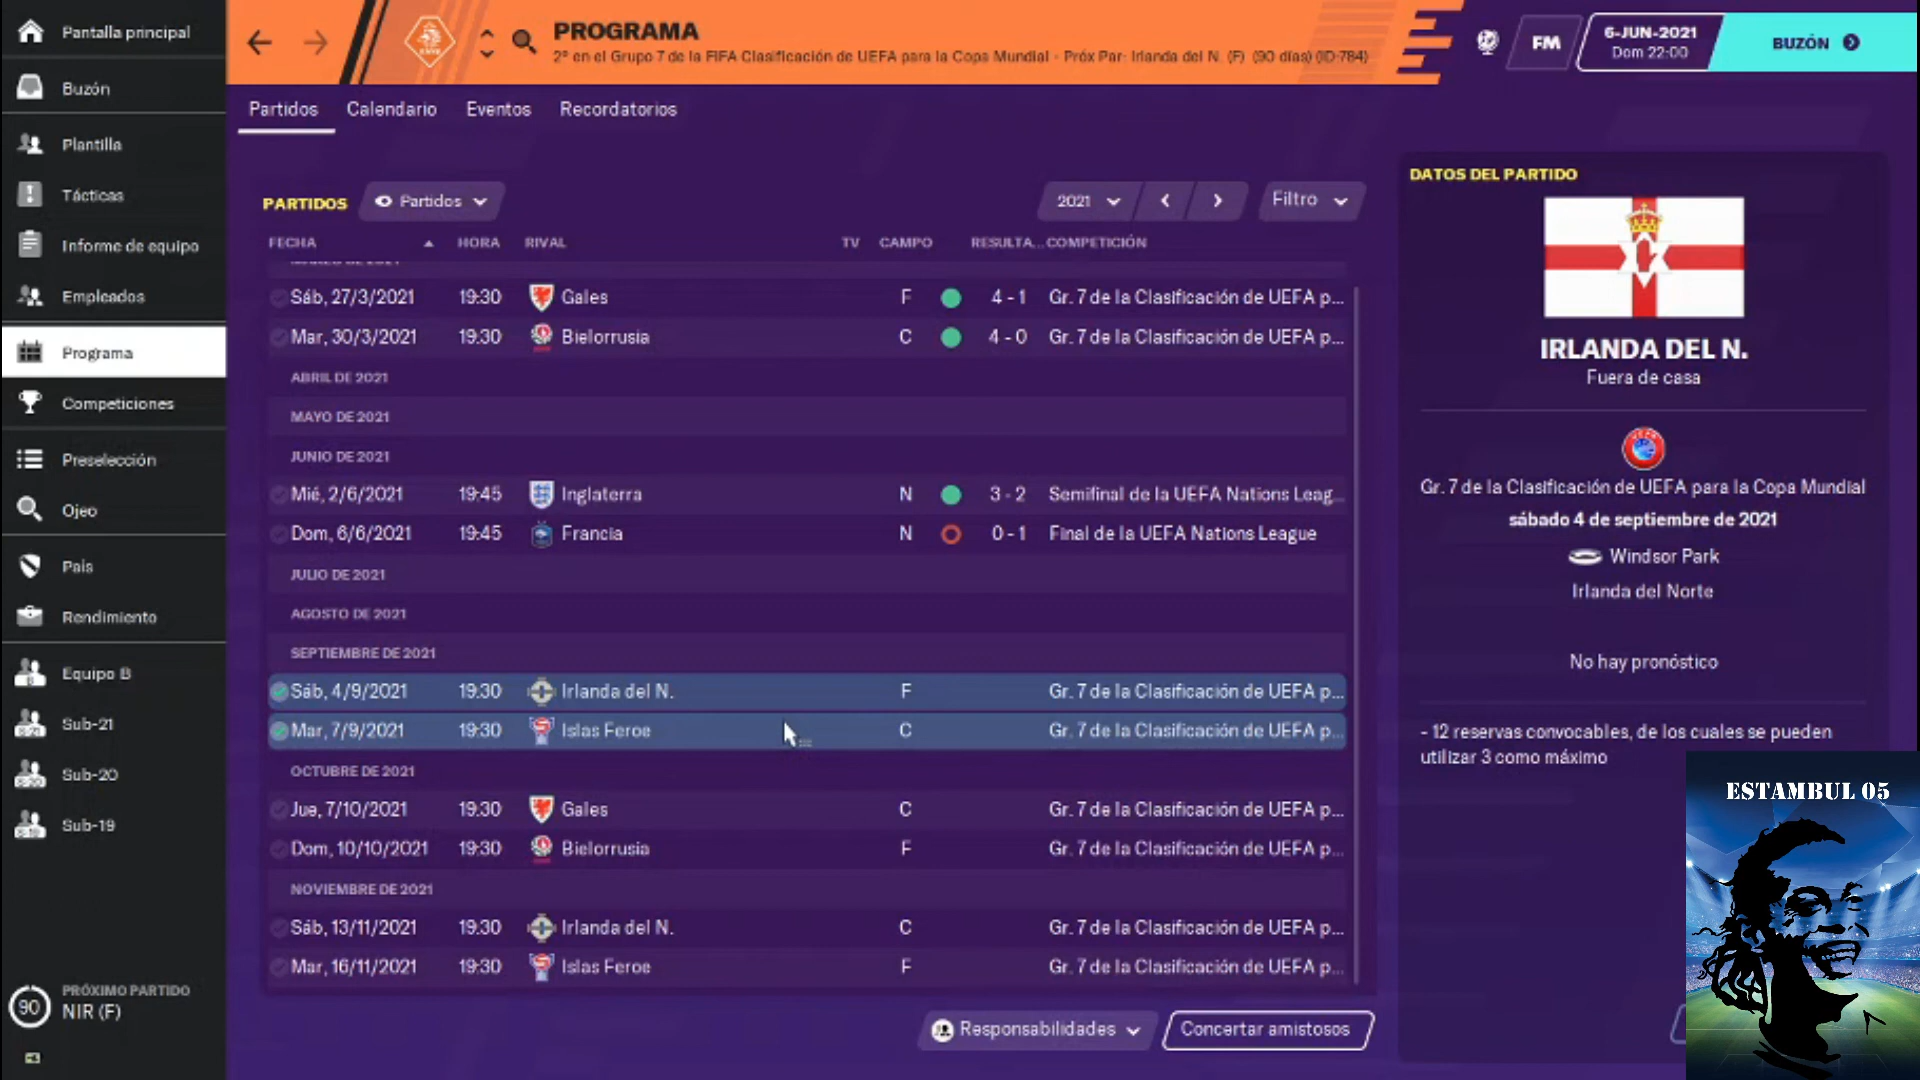 Pantalla principal
Buzón
Plantilla
Tácticas
Informe de equipo
Empleados
Programa
Competiciones
Preselección
Ojeo
País
Rendimiento
Equipo B
Sub-21
Sub-20
Sub-19
90
PRÓXIMO PARTIDO
NIR (F)
PROGRAMA
2º en el Grupo 7 de la FIFA Clasificación de UEFA para la Copa Mundial - Próx Par: Irlanda del N. (F) (90 días) (ID-784)
FM
6-JUN-2021
Dom 22:00
BUZÓN
Partidos Calendario Eventos Recordatorios
PARTIDOS Partidos 2021 Filtro
FECHA HORA RIVAL TV CAMPO RESULTA... COMPETICIÓN
Sáb, 27/3/2021 19:30 Gales F 4 - 1 Gr. 7 de la Clasificación de UEFA p...
Mar, 30/3/2021 19:30 Bielorrusia C 4 - 0 Gr. 7 de la Clasificación de UEFA p...
ABRIL DE 2021
MAYO DE 2021
JUNIO DE 2021
Mié, 2/6/2021 19:45 Inglaterra N 3 - 2 Semifinal de la UEFA Nations Leag...
Dom, 6/6/2021 19:45 Francia N 0 - 1 Final de la UEFA Nations League
JULIO DE 2021
AGOSTO DE 2021
SEPTIEMBRE DE 2021
Sáb, 4/9/2021 19:30 Irlanda del N. F Gr. 7 de la Clasificación de UEFA p...
Mar, 7/9/2021 19:30 Islas Feroe C Gr. 7 de la Clasificación de UEFA p...
OCTUBRE DE 2021
Jue, 7/10/2021 19:30 Gales C Gr. 7 de la Clasificación de UEFA p...
Dom, 10/10/2021 19:30 Bielorrusia F Gr. 7 de la Clasificación de UEFA p...
NOVIEMBRE DE 2021
Sáb, 13/11/2021 19:30 Irlanda del N. C Gr. 7 de la Clasificación de UEFA p...
Mar, 16/11/2021 19:30 Islas Feroe F Gr. 7 de la Clasificación de UEFA p...
Responsabilidades Concertar amistosos
DATOS DEL PARTIDO
IRLANDA DEL N.
Fuera de casa
Gr. 7 de la Clasificación de UEFA para la Copa Mundial
sábado 4 de septiembre de 2021
Windsor Park
Irlanda del Norte
No hay pronóstico
- 12 reservas convocables, de los cuales se pueden
utilizar 3 como máximo
ESTAMBUL 05